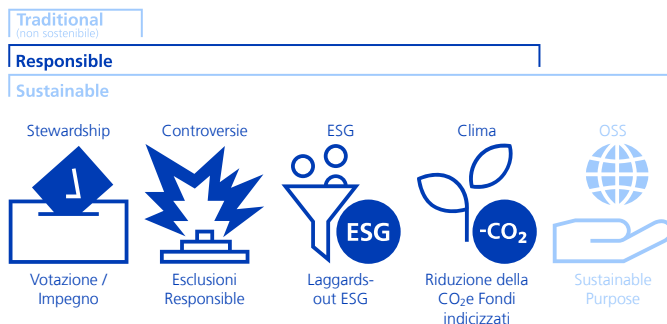 Traditional
(non sostenibile)
Responsible
Sustainable
Stewardship
Controversie
ESG
Clima
OSS
ESG
-CO₂
Votazione /
Impegno
Esclusioni
Responsible
Laggards-
out ESG
Riduzione della
CO₂e Fondi
indicizzati
Sustainable
Purpose